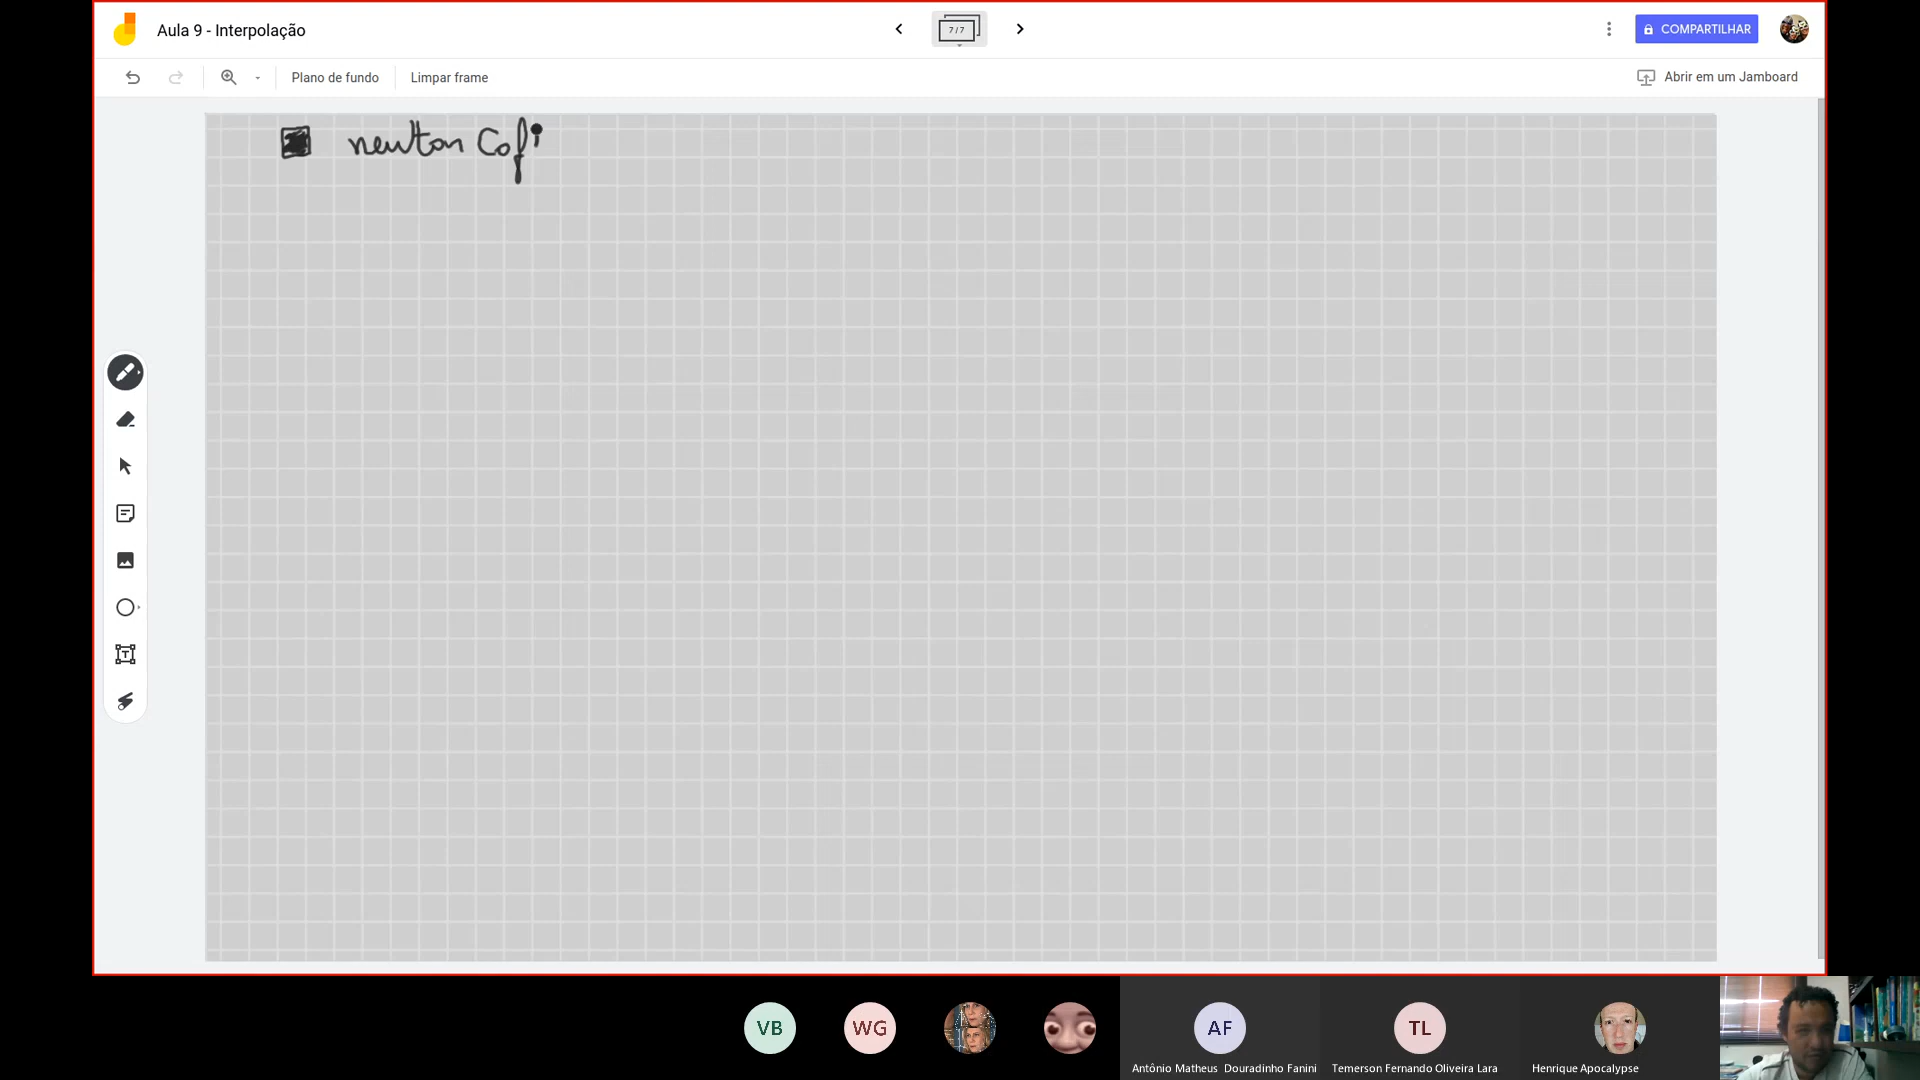 Aula 9 - Interpolação
7/7
COMPARTILHAR
Plano de fundo
Limpar frame
Abrir em um Jamboard
newton Cofi
VB
WG
AF
TL
Antônio Matheus Douradinho Fanini
Temerson Fernando Oliveira Lara
Henrique Apocalypse